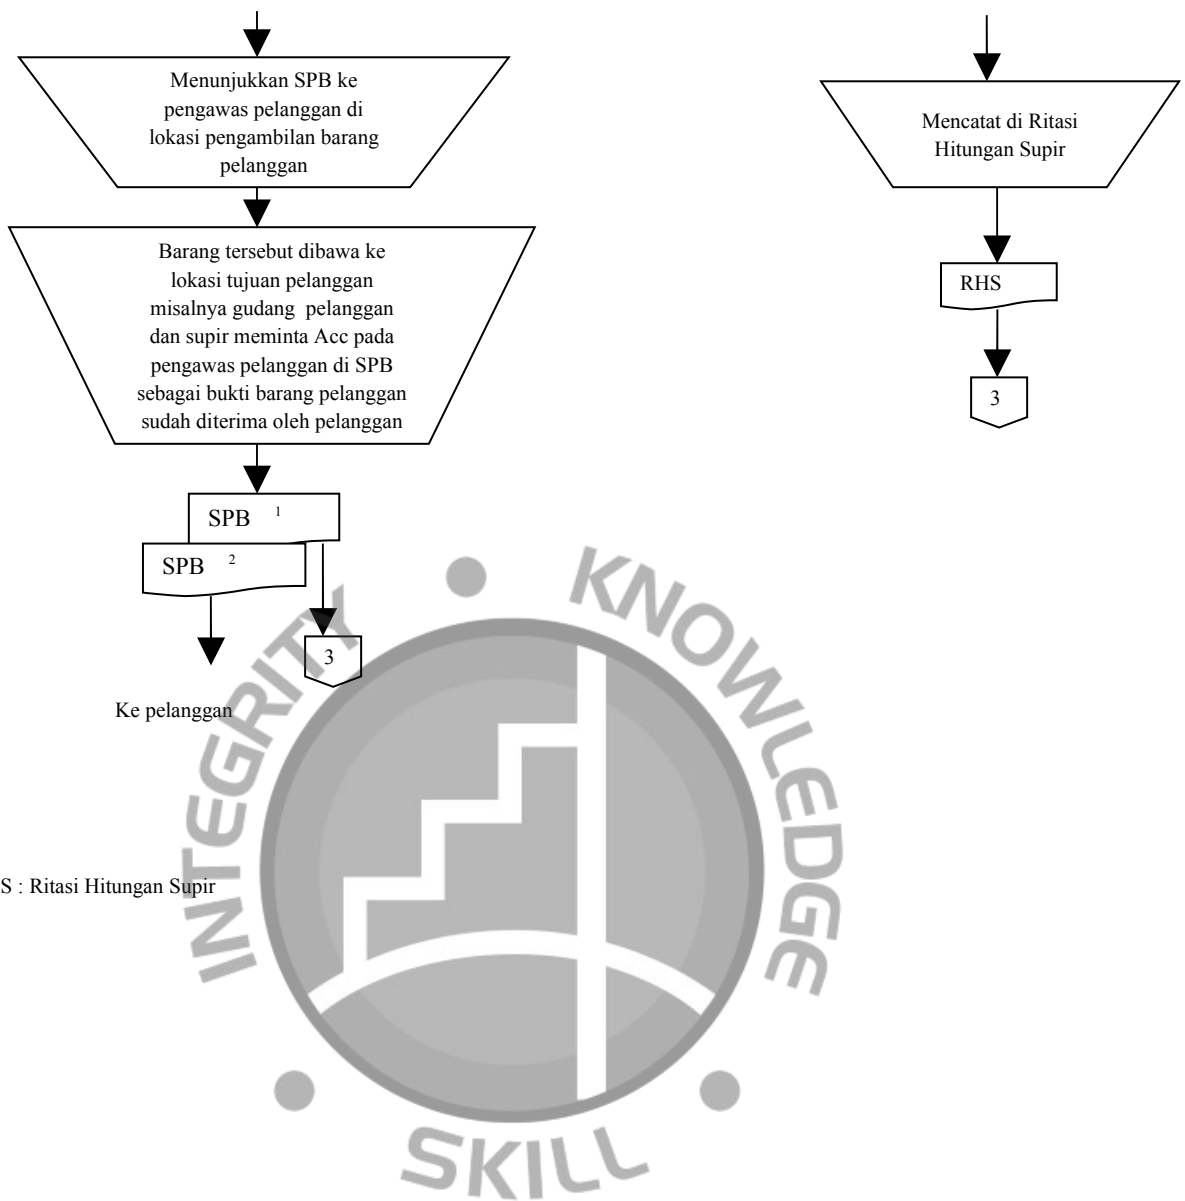 Menunjukkan SPB ke
pengawas pelanggan di
lokasi pengambilan barang
pelanggan
Barang tersebut dibawa ke
lokasi tujuan pelanggan
misalnya gudang pelanggan
dan supir meminta Acc pada
pengawas pelanggan di SPB
sebagai bukti barang pelanggan
sudah diterima oleh pelanggan
SPB 1
SPB 2
3
Ke pelanggan
Mencatat di Ritasi
Hitungan Supir
RHS
3
S : Ritasi Hitungan Supir
INTEGRITY
KNOWLEDGE
SKILL